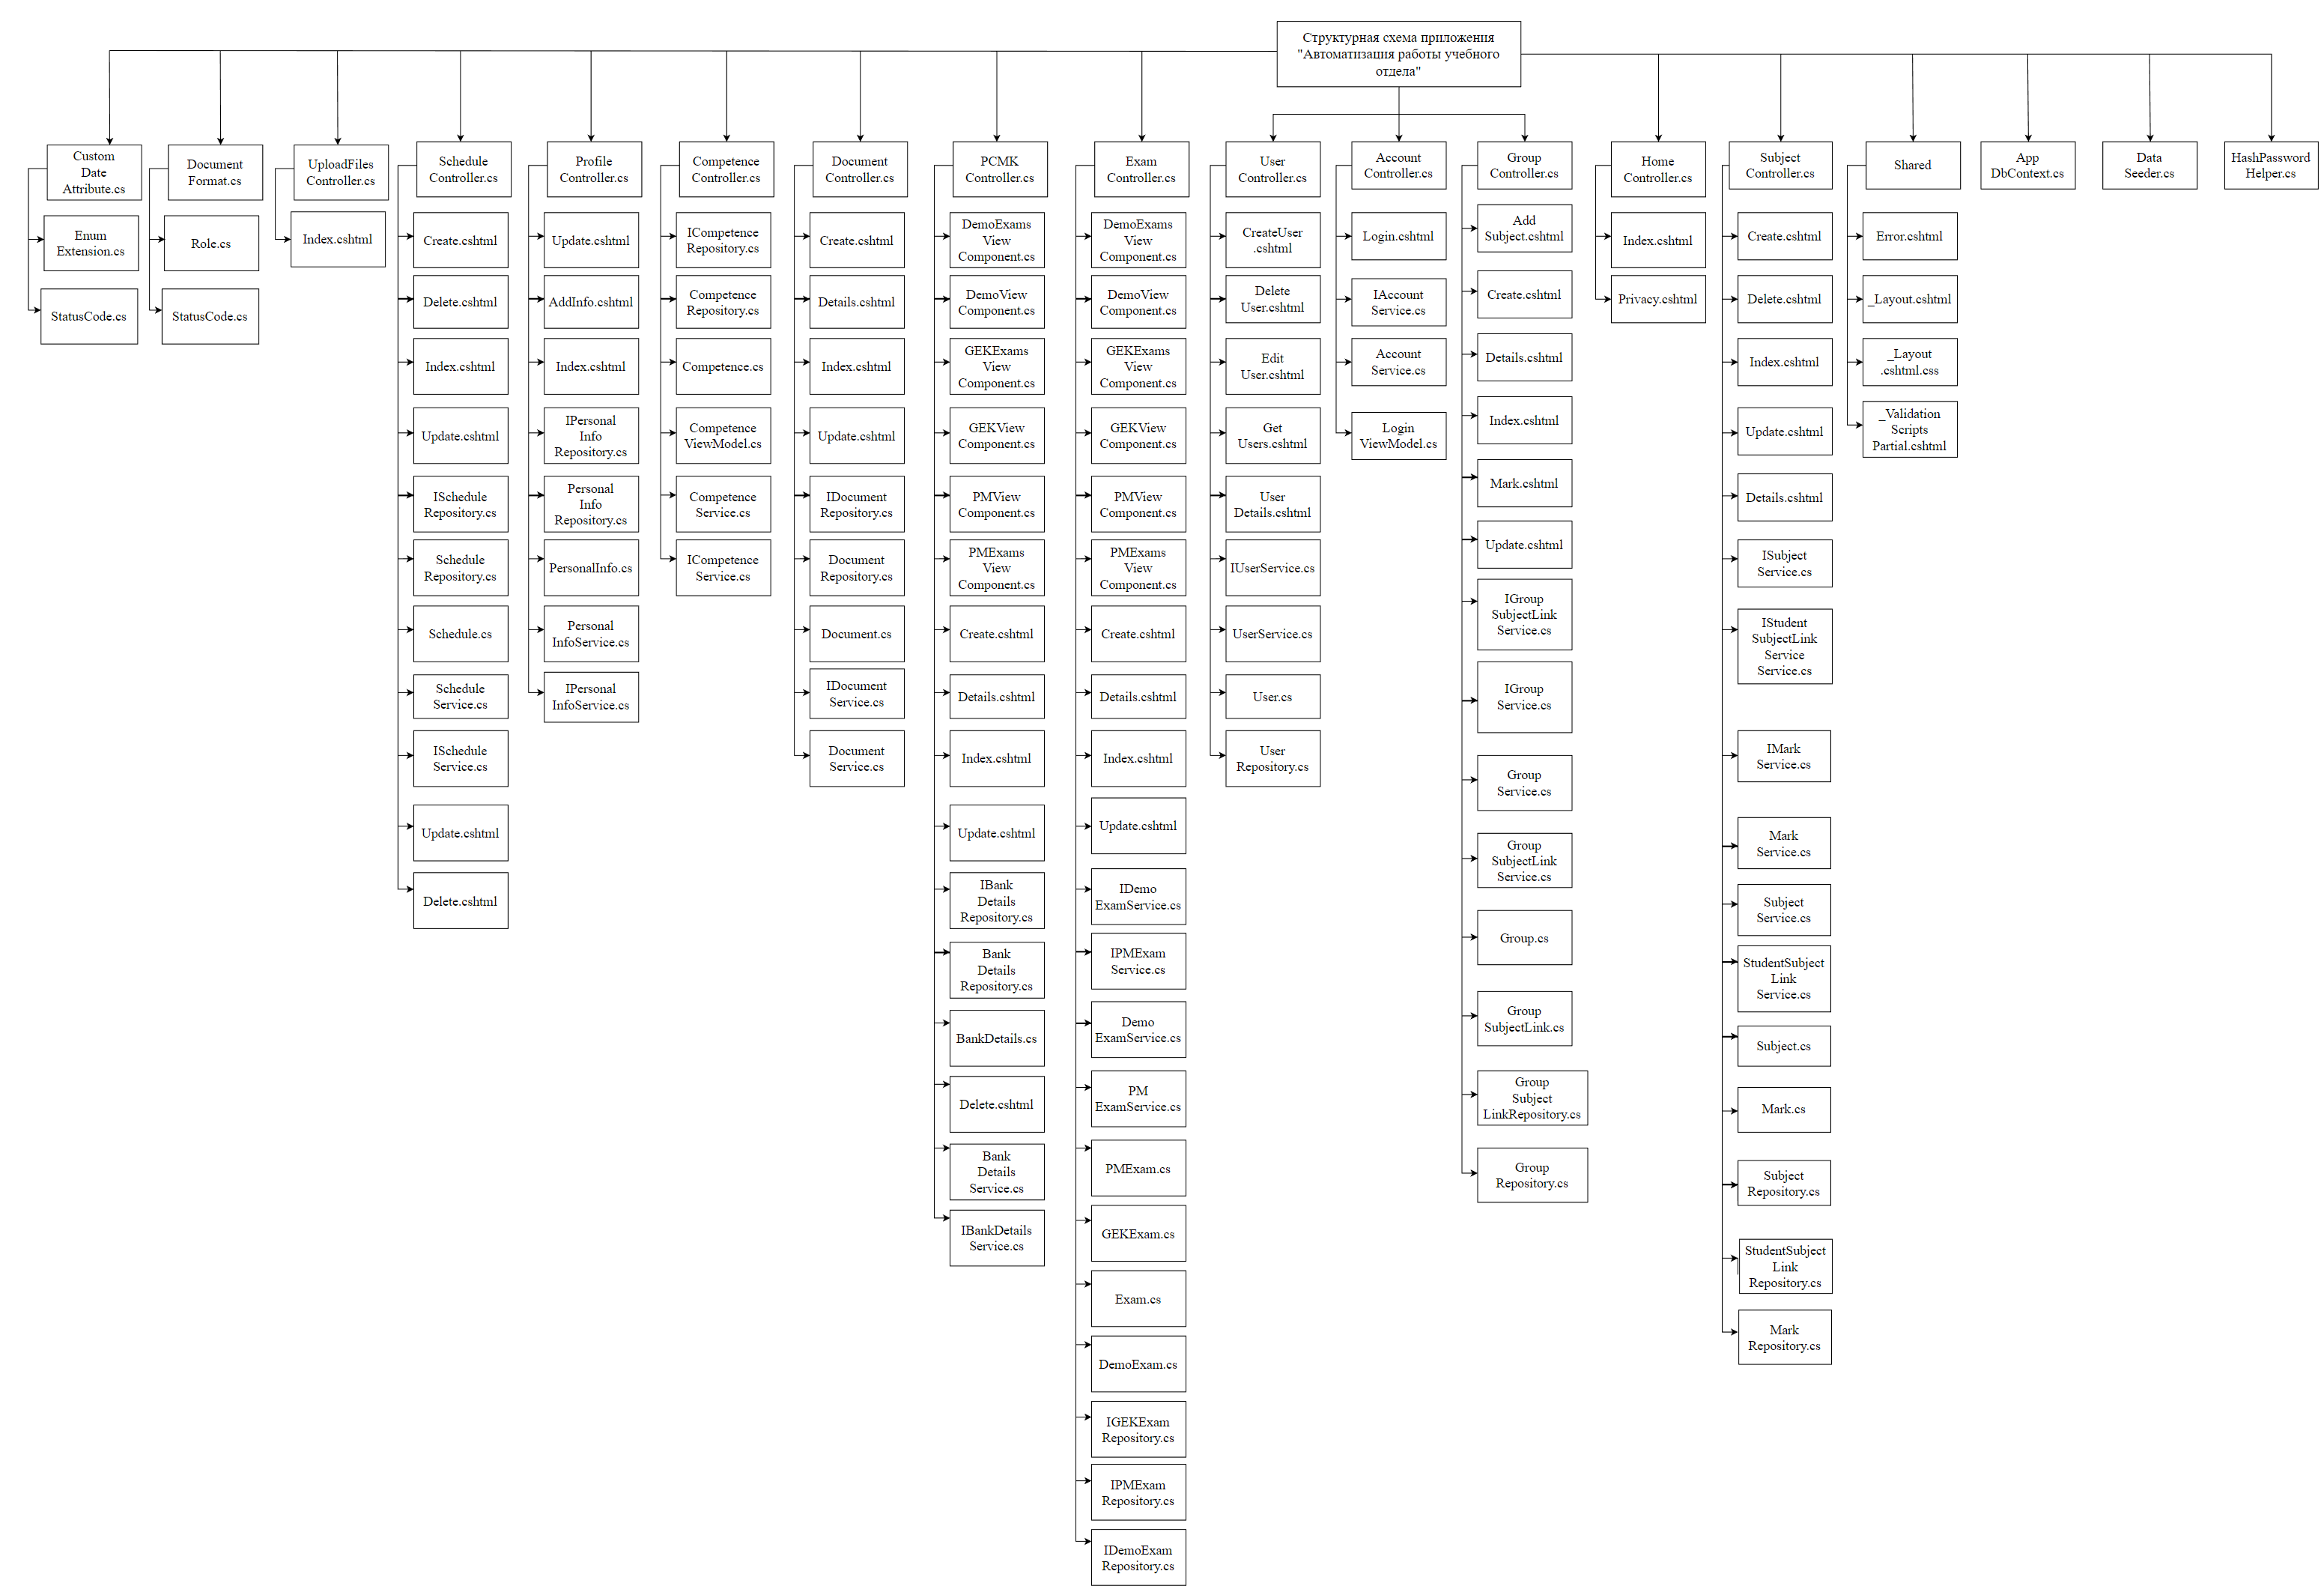 Структурная схема приложения
"Автоматизация работы учебного
отдела"
Custom
Date
Attribute.cs
Enum
Extension.cs
StatusCode.cs
Document
Format.cs
Role.cs
StatusCode.cs
UploadFiles
Controller.cs
Index.cshtml
Schedule
Controller.cs
Create.cshtml
Delete.cshtml
Index.cshtml
Update.cshtml
ISchedule
Repository.cs
Schedule
Repository.cs
Schedule.cs
Schedule
Service.cs
ISchedule
Service.cs
Update.cshtml
Delete.cshtml
Profile
Controller.cs
Update.cshtml
AddInfo.cshtml
Index.cshtml
IPersonal
Info
Repository.cs
Personal
Info
Repository.cs
PersonalInfo.cs
Personal
InfoService.cs
IPersonal
InfoService.cs
Competence
Controller.cs
ICompetence
Repository.cs
Competence
Repository.cs
Competence.cs
Competence
ViewModel.cs
Competence
Service.cs
ICompetence
Service.cs
Document
Controller.cs
Create.cshtml
Details.cshtml
Index.cshtml
Update.cshtml
IDocument
Repository.cs
Document
Repository.cs
Document.cs
IDocument
Service.cs
Document
Service.cs
PCMK
Controller.cs
DemoExams
View
Component.cs
DemoView
Component.cs
GEKExams
View
Component.cs
GEKView
Component.cs
PMView
Component.cs
PMExams
View
Component.cs
Create.cshtml
Details.cshtml
Index.cshtml
Update.cshtml
IBank
Details
Repository.cs
Bank
Details
Repository.cs
BankDetails.cs
Delete.cshtml
Bank
Details
Service.cs
IBankDetails
Service.cs
Exam
Controller.cs
DemoExams
View
Component.cs
DemoView
Component.cs
GEKExams
View
Component.cs
GEKView
Component.cs
PMView
Component.cs
PMExams
View
Component.cs
Create.cshtml
Details.cshtml
Index.cshtml
Update.cshtml
IDemo
ExamService.cs
IPMExam
Service.cs
Demo
ExamService.cs
PM
ExamService.cs
PMExam.cs
GEKExam.cs
Exam.cs
DemoExam.cs
IGEKExam
Repository.cs
IPMExam
Repository.cs
IDemoExam
Repository.cs
User
Controller.cs
CreateUser
.cshtml
Delete
User.cshtml
Edit
User.cshtml
Get
Users.cshtml
User
Details.cshtml
IUserService.cs
UserService.cs
User.cs
User
Repository.cs
Account
Controller.cs
Login.cshtml
IAccount
Service.cs
Account
Service.cs
Login
ViewModel.cs
Group
Controller.cs
Add
Subject.cshtml
Create.cshtml
Details.cshtml
Index.cshtml
Mark.cshtml
Update.cshtml
IGroup
SubjectLink
Service.cs
IGroup
Service.cs
Group
Service.cs
Group
SubjectLink
Service.cs
Group.cs
Group
SubjectLink.cs
Group
Subject
LinkRepository.cs
Group
Repository.cs
Home
Controller.cs
Index.cshtml
Privacy.cshtml
Subject
Controller.cs
Create.cshtml
Delete.cshtml
Index.cshtml
Update.cshtml
Details.cshtml
ISubject
Service.cs
IStudent
SubjectLink
Service
Service.cs
IMark
Service.cs
Mark
Service.cs
Subject
Service.cs
StudentSubject
Link
Service.cs
Subject.cs
Mark.cs
Subject
Repository.cs
StudentSubject
Link
Repository.cs
Mark
Repository.cs
Shared
Error.cshtml
_Layout.cshtml
_Layout
.cshtml.css
_Validation
Scripts
Partial.cshtml
App
DbContext.cs
Data
Seeder.cs
HashPassword
Helper.cs